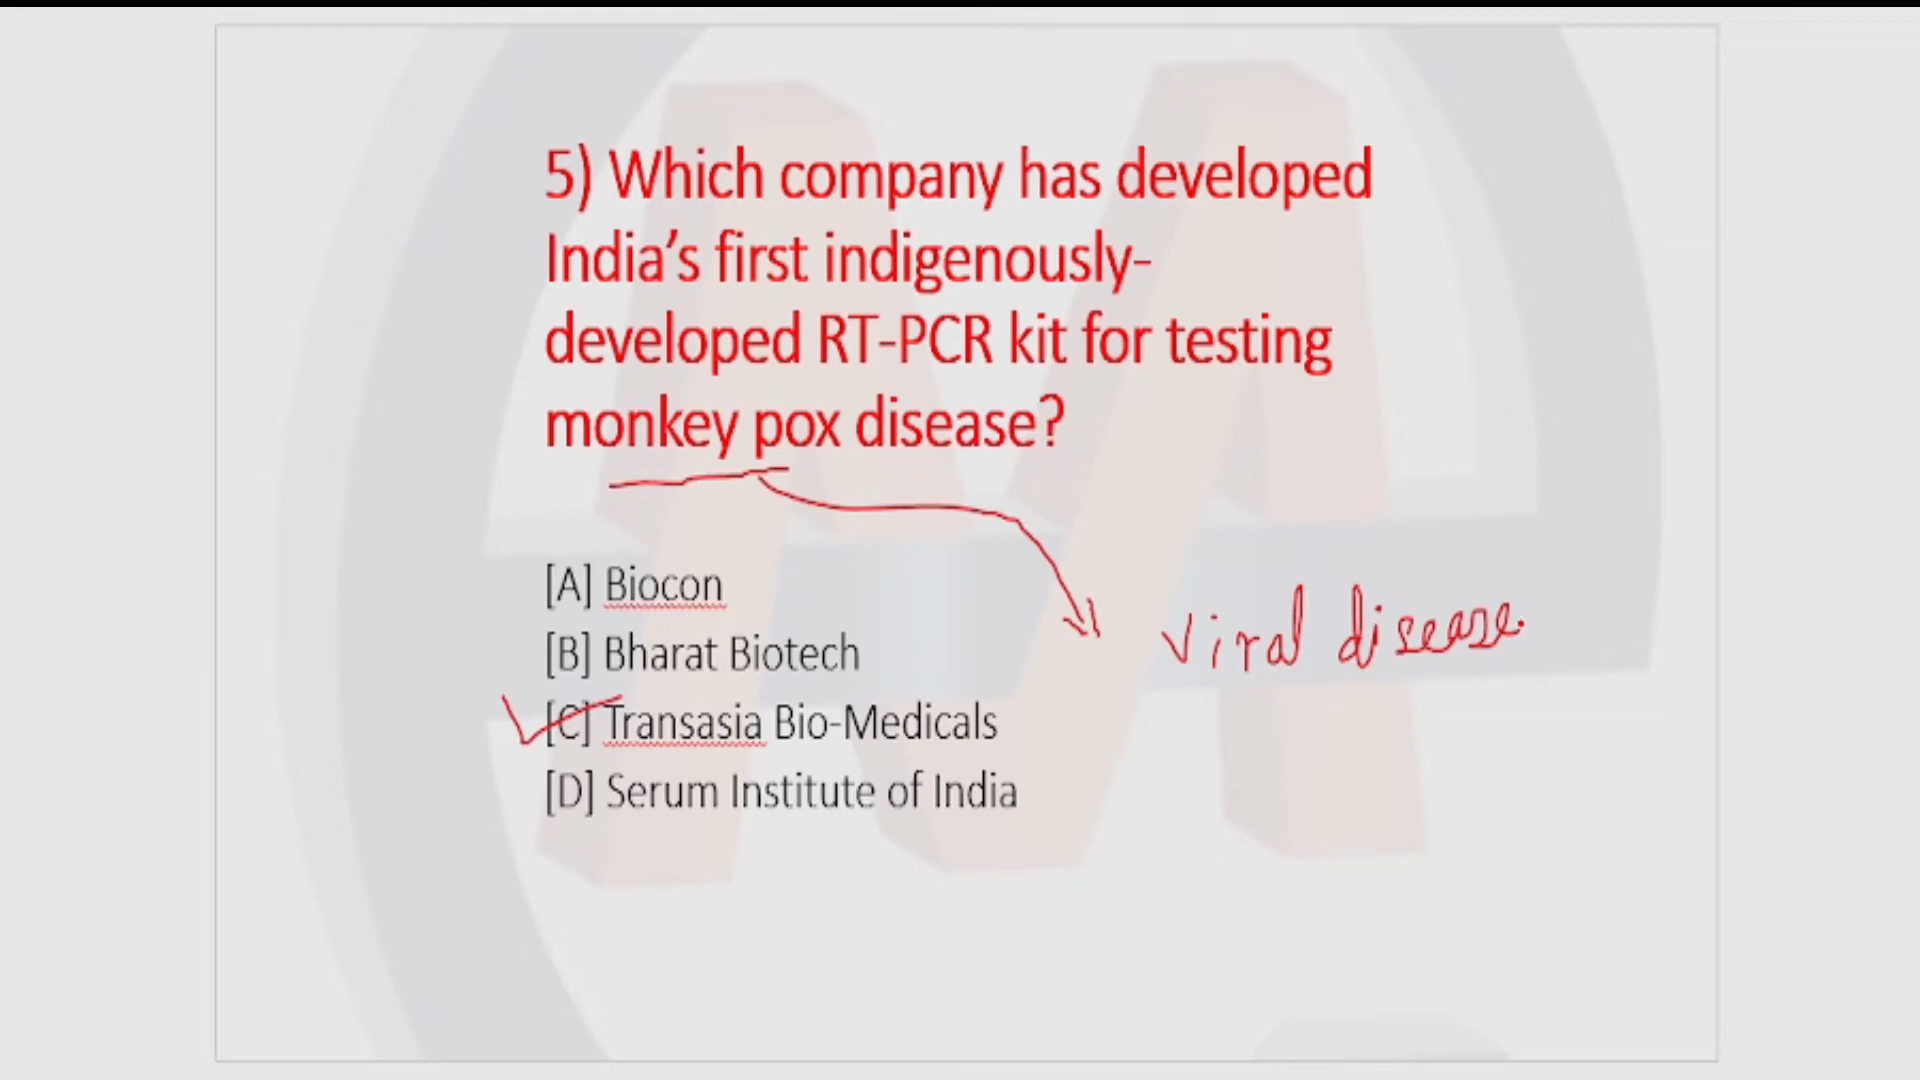 5) Which company has developed
India’s first indigenously-
developed RT-PCR kit for testing
monkey pox disease?
[A] Biocon
[B] Bharat Biotech
[C] Transasia Bio-Medicals
[D] Serum Institute of India
viral disease.